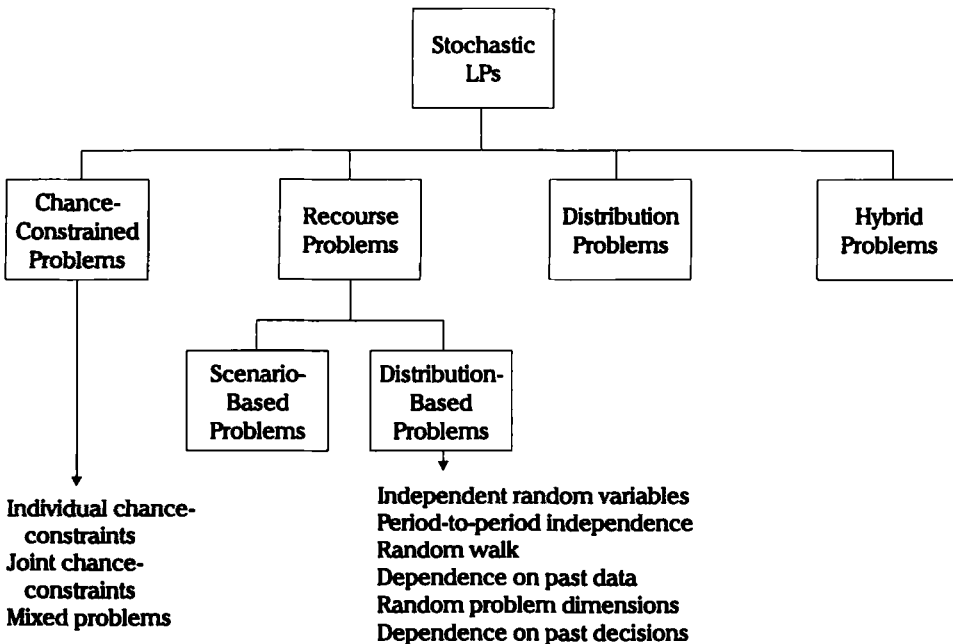 Stochastic
LPs
Chance-
Constrained
Problems
Recourse
Problems
Distribution
Problems
Hybrid
Problems
Scenario-
Based
Problems
Distribution-
Based
Problems
Individual chance-
constraints
Joint chance-
constraints
Mixed problems
Independent random variables
Period-to-period independence
Random walk
Dependence on past data
Random problem dimensions
Dependence on past decisions